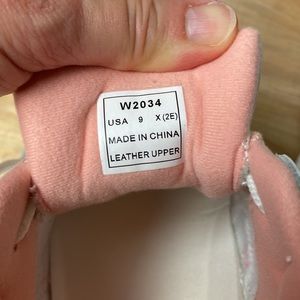 W2034
USA 9 X(2E)
MADE IN CHINA
LEATHER UPPER